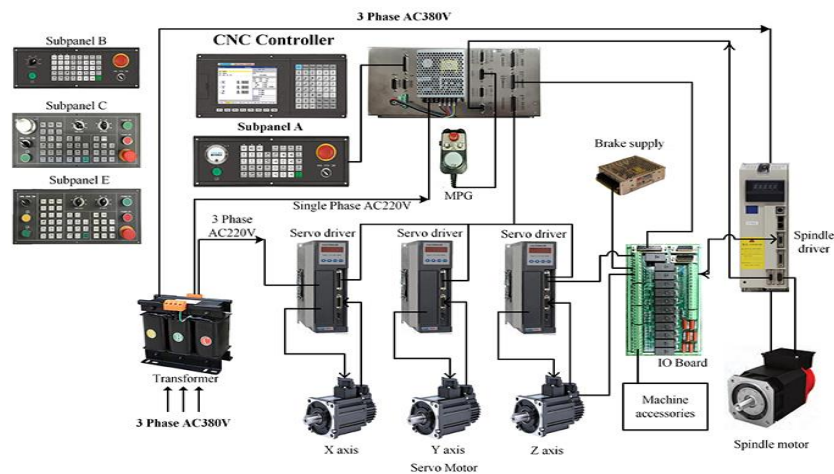 3 Phase AC380V
Subpanel B
CNC Controller
Subpanel C
Subpanel A
Brake supply
MPG
Subpanel E
Single Phase AC220V
3 Phase
AC220V
Servo driver
Servo driver
Servo driver
Spindle
driver
IO Board
Transformer
3 Phase AC380V
Machine
accessories
X axis
Y axis
Z axis
Servo Motor
Spindle motor